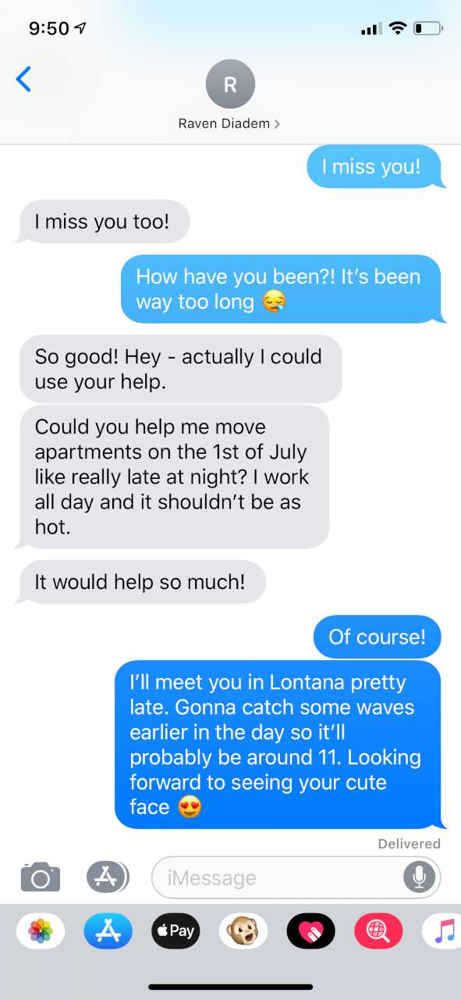 9:50
R
Raven Diadem
I miss you!
I miss you too!
How have you been?! It's been
way too long 😪
So good! Hey - actually I could
use your help.
Could you help me move
apartments on the 1st of July
like really late at night? I work
all day and it shouldn't be as
hot.
It would help so much!
Of course!
I'll meet you in Lontana pretty
late. Gonna catch some waves
earlier in the day so it'll
probably be around 11. Looking
forward to seeing your cute
face 😍
Delivered
iMessage
Pay